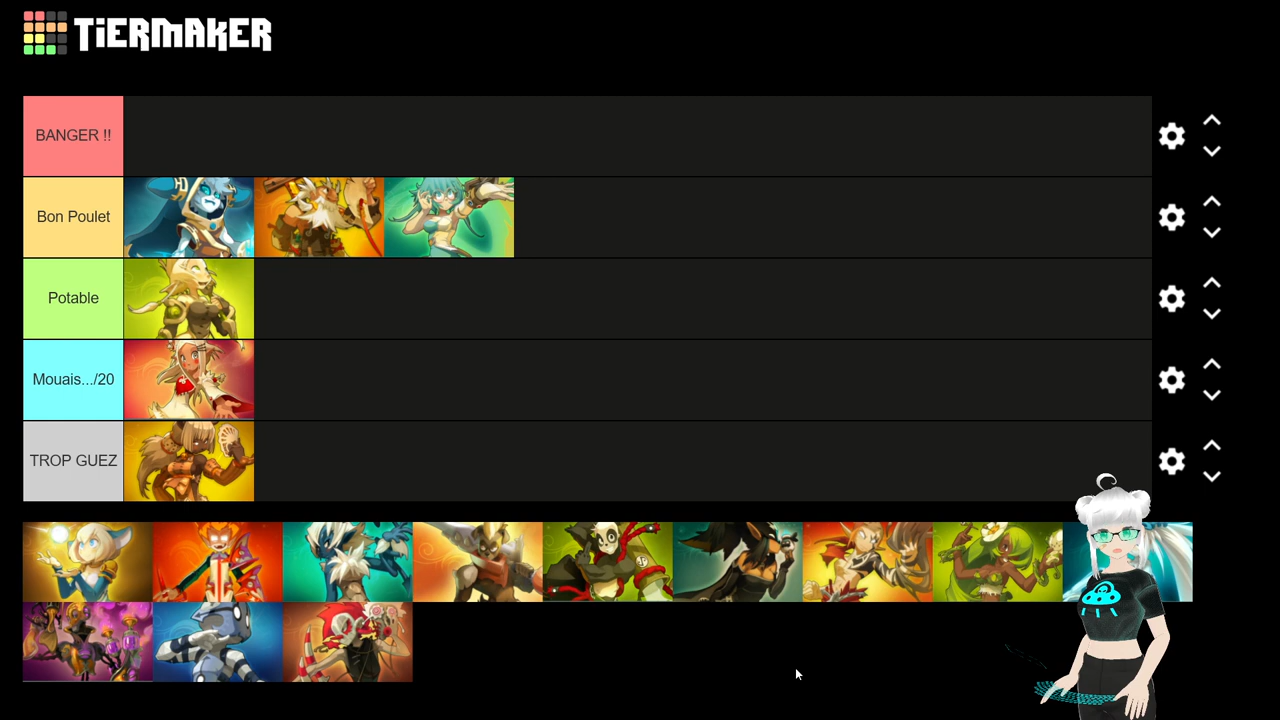 TiERMAKER
BANGER !!
Bon Poulet
Potable
Mouais.../20
TROP GUEZ